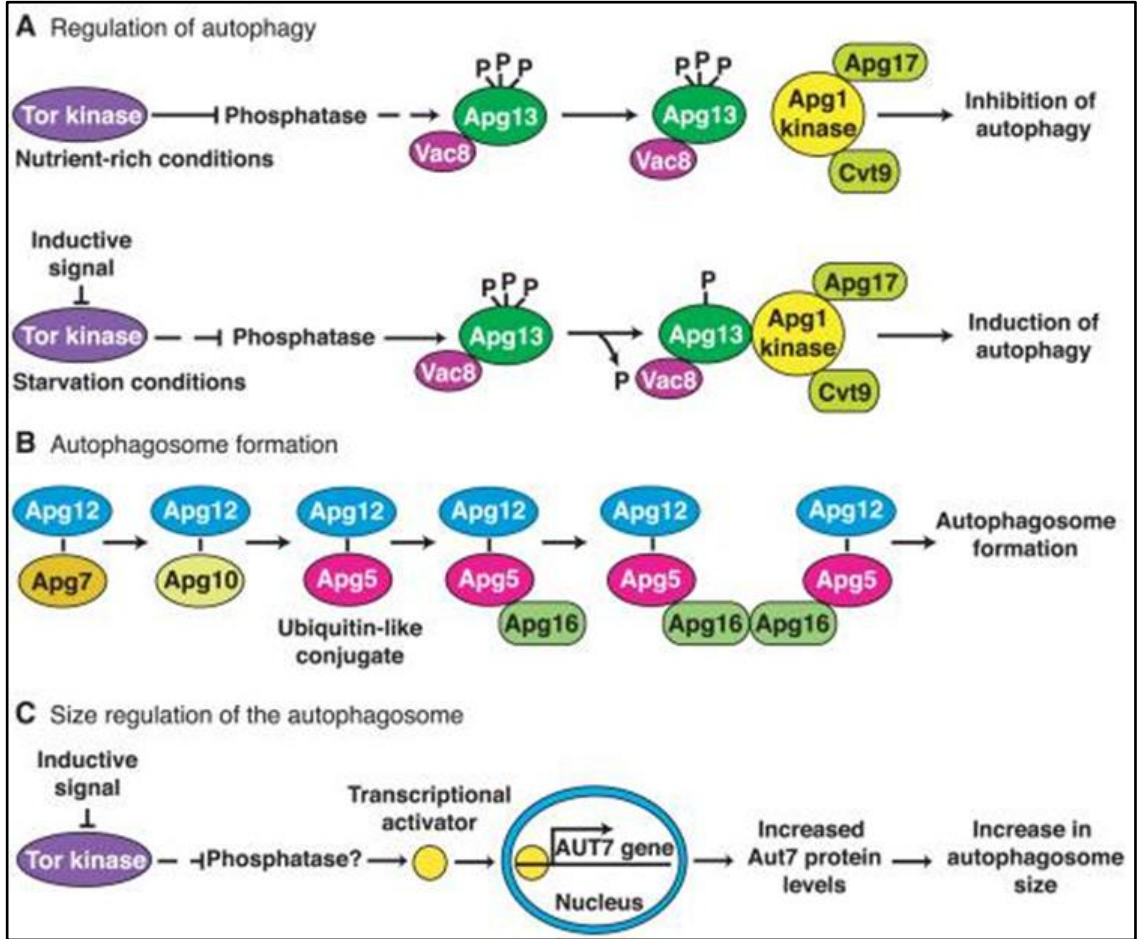 A Regulation of autophagy
P P P
P P P
Apg17
Tor kinase
Phosphatase
Apg13
Apg13
Apg1
kinase
Inhibition of
autophagy
Vac8
Vac8
Cvt9
Nutrient-rich conditions
Inductive
signal
P P P
P
Apg17
Tor kinase
Phosphatase
Apg13
Apg13
Apg1
kinase
Induction of
autophagy
Vac8
P
Vac8
Cvt9
Starvation conditions
B Autophagosome formation
Apg12
Apg12
Apg12
Apg12
Apg12
Apg12
Autophagosome
formation
Apg7
Apg10
Apg5
Apg5
Apg5
Apg5
Apg16
Apg16
Apg16
Ubiquitin-like
conjugate
C Size regulation of the autophagosome
Inductive
signal
Tor kinase
Phosphatase?
Transcriptional
activator
AUT7 gene
Nucleus
Increased
Aut7 protein
levels
Increase in
autophagosome
size